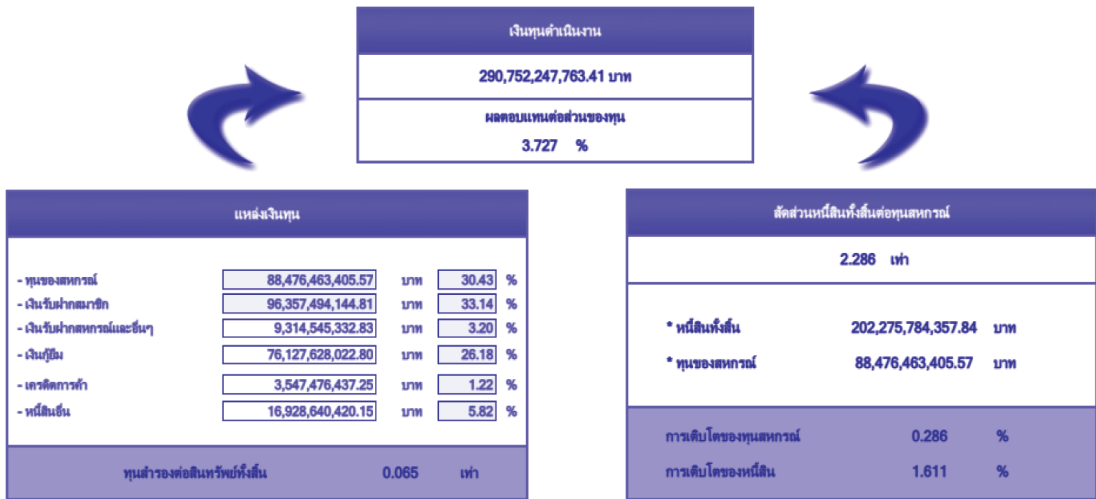 เงินทุนดำเนินงาน
290,752,247,763.41 บาท
ผลตอบแทนต่อส่วนของทุน
3.727 %
แหล่งเงินทุน
- ทุนของสหกรณ์ 88,476,463,405.57 บาท 30.43 %
- เงินรับฝากสมาชิก 96,357,494,144.81 บาท 33.14 %
- เงินรับฝากสหกรณ์และอื่นๆ 9,314,545,332.83 บาท 3.20 %
- เงินกู้ยืม 76,127,628,022.80 บาท 26.18 %
- เครดิตการค้า 3,547,476,437.25 บาท 1.22 %
- หนี้สินอื่น 16,928,640,420.15 บาท 5.82 %
ทุนสำรองต่อสินทรัพย์ทั้งสิ้น 0.065 เท่า
สัดส่วนหนี้สินทั้งสิ้นต่อทุนสหกรณ์
2.286 เท่า
* หนี้สินทั้งสิ้น 202,275,784,357.84 บาท
* ทุนของสหกรณ์ 88,476,463,405.57 บาท
การเติบโตของทุนสหกรณ์ 0.286 %
การเติบโตของหนี้สิน 1.611 %